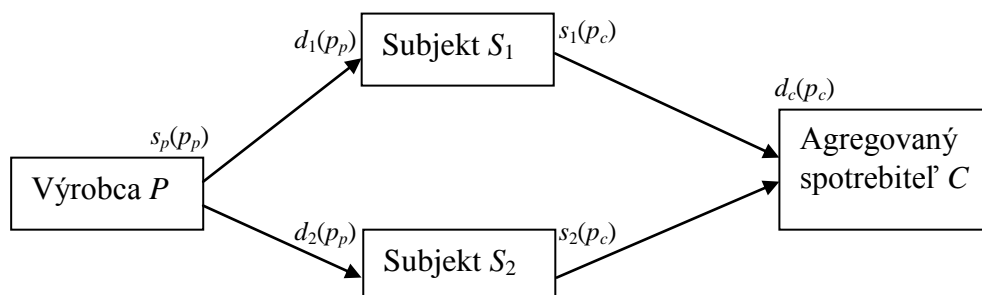 d1(pp)
Subjekt S1
s1(pc)
sp(pp)
dc(pc)
Výrobca P
Agregovaný
spotrebiteľ C
d2(pp)
Subjekt S2
s2(pc)